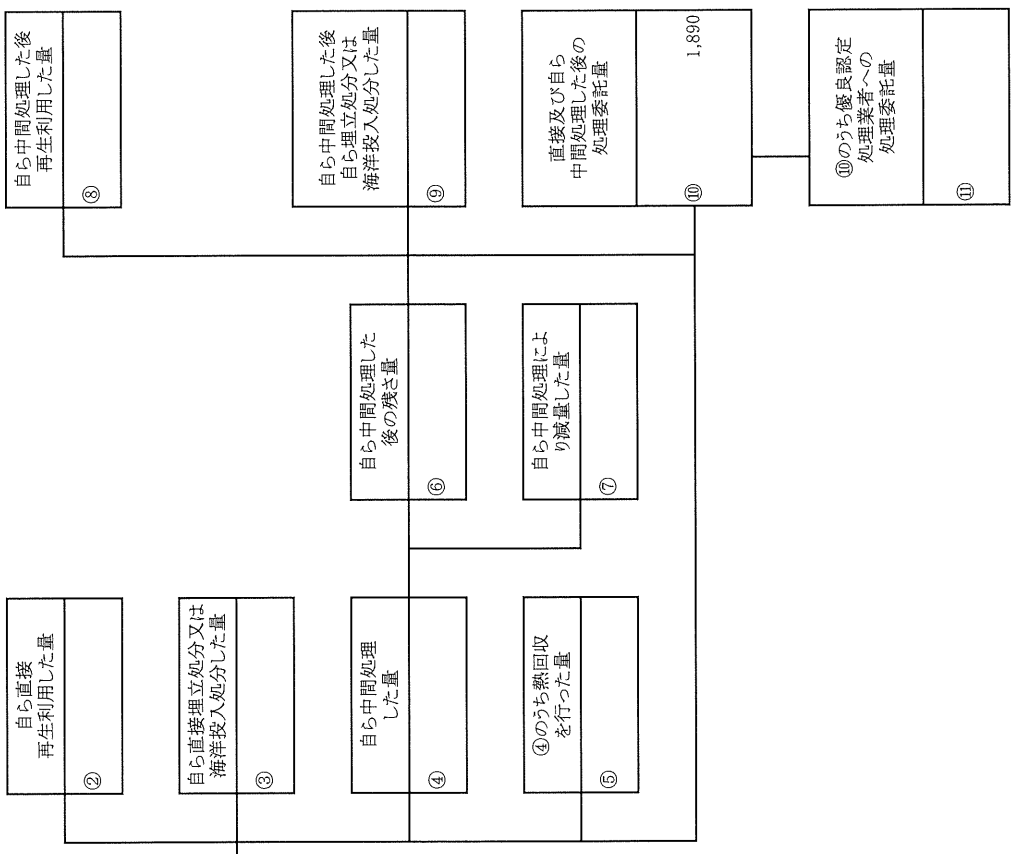 自ら直接
再生利用した量
②
自ら直接埋立処分又は
海洋投入処分した量
③
自ら中間処理
した量
④
④のうち熱回収
を行った量
⑤
自ら中間処理した
後の残さ量
⑥
自ら中間処理によ
り減量した量
⑦
自ら中間処理した後
再生利用した量
⑧
自ら中間処理した後
自ら埋立処分又は
海洋投入処分した量
⑨
直接及び自ら
中間処理した後の
処理委託量
⑩
1,890
⑩のうち優良認定
処理業者への
処理委託量
⑪